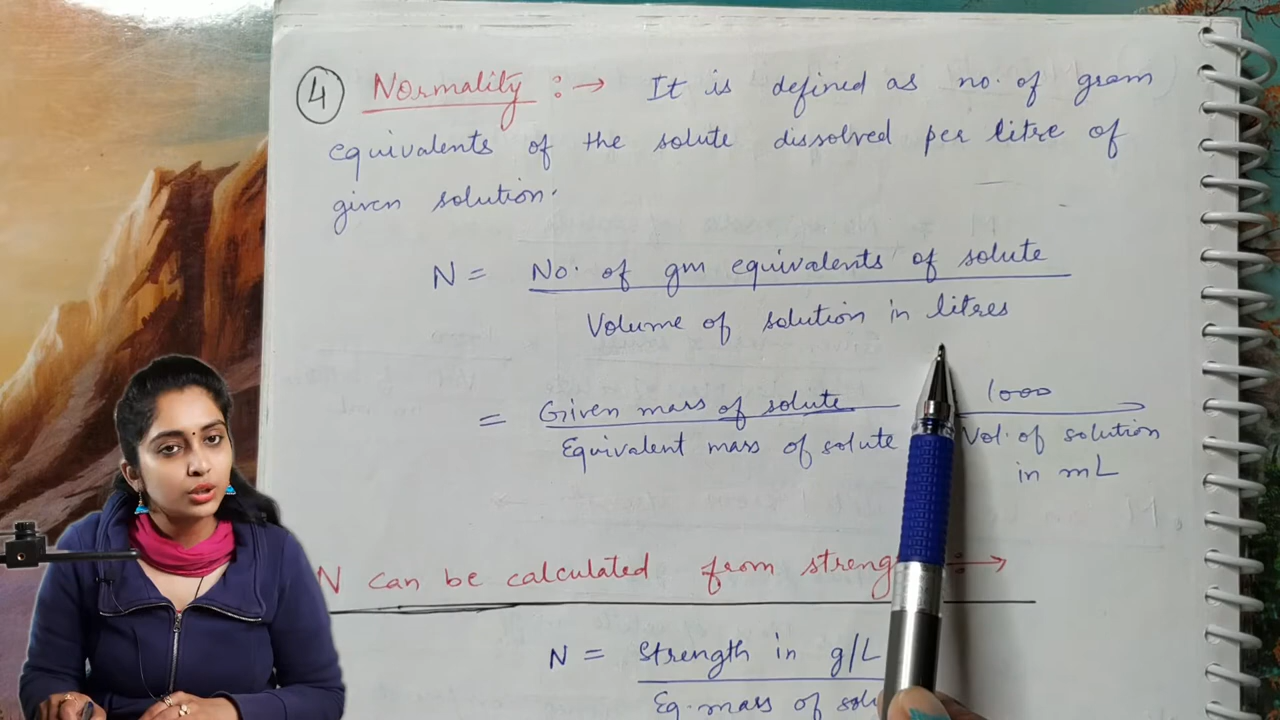 4 Normality :→ It is defined as no. of gram
equivalents of the solute dissolved per litre of
given solution.
N = No. of gm equivalents of solute
Volume of solution in litres
= Given mass of solute 1000
Equivalent mass of solute Vol. of solution
in mL
N can be calculated from :→
N = Strength in g/L
Eq. mass of